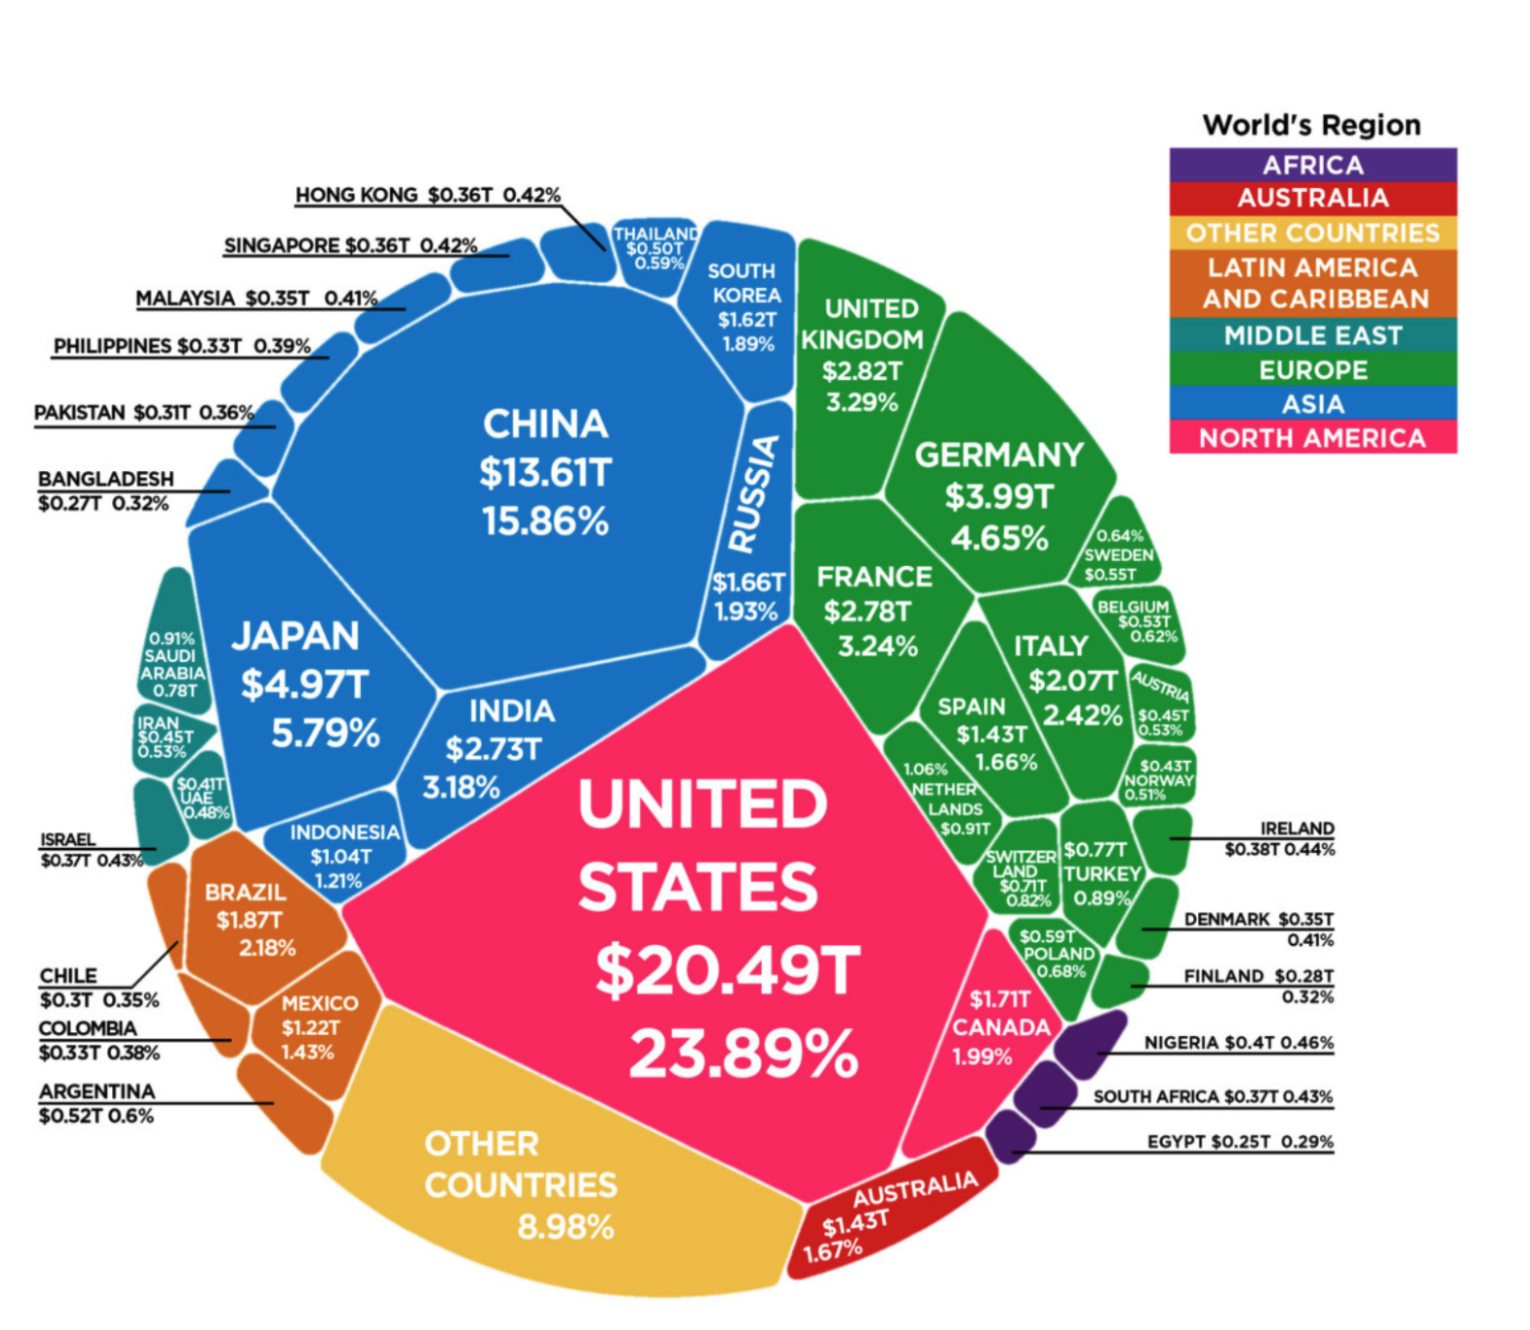 World's Region
AFRICA
AUSTRALIA
OTHER COUNTRIES
LATIN AMERICA
AND CARIBBEAN
MIDDLE EAST
EUROPE
ASIA
NORTH AMERICA
HONG KONG $0.36T 0.42%
SINGAPORE $0.36T 0.42%
MALAYSIA $0.35T 0.41%
PHILIPPINES $0.33T 0.39%
PAKISTAN $0.31T 0.36%
BANGLADESH
$0.27T 0.32%
THAILAND
$0.50T
0.59%
SOUTH
KOREA
$1.62T
1.89%
CHINA
$13.61T
15.86%
RUSSIA
$1.66T
1.93%
JAPAN
$4.97T
5.79%
INDIA
$2.73T
3.18%
INDONESIA
$1.04T
1.21%
UNITED
KINGDOM
$2.82T
3.29%
GERMANY
$3.99T
4.65%
FRANCE
$2.78T
3.24%
0.64%
SWEDEN
$0.55T
BELGIUM
$0.53T
0.62%
ITALY
$2.07T
2.42%
AUSTRIA
$0.45T
0.53%
SPAIN
$1.43T
1.66%
$0.43T
NORWAY
0.51%
1.06%
NETHER
LANDS
$0.91T
SWITZER
LAND
$0.71T
0.82%
$0.77T
TURKEY
0.89%
IRELAND
$0.38T 0.44%
DENMARK $0.35T
0.41%
$0.59T
POLAND
0.68%
FINLAND $0.28T
0.32%
0.91%
SAUDI
ARABIA
0.78T
IRAN
$0.45T
0.53%
$0.41T
UAE
0.48%
ISRAEL
$0.37T 0.43%
BRAZIL
$1.87T
2.18%
CHILE
$0.3T 0.35%
COLOMBIA
$0.33T 0.38%
MEXICO
$1.22T
1.43%
ARGENTINA
$0.52T 0.6%
UNITED
STATES
$20.49T
23.89%
$1.71T
CANADA
1.99%
NIGERIA $0.4T 0.46%
SOUTH AFRICA $0.37T 0.43%
EGYPT $0.25T 0.29%
OTHER
COUNTRIES
8.98%
AUSTRALIA
$1.43T
1.67%